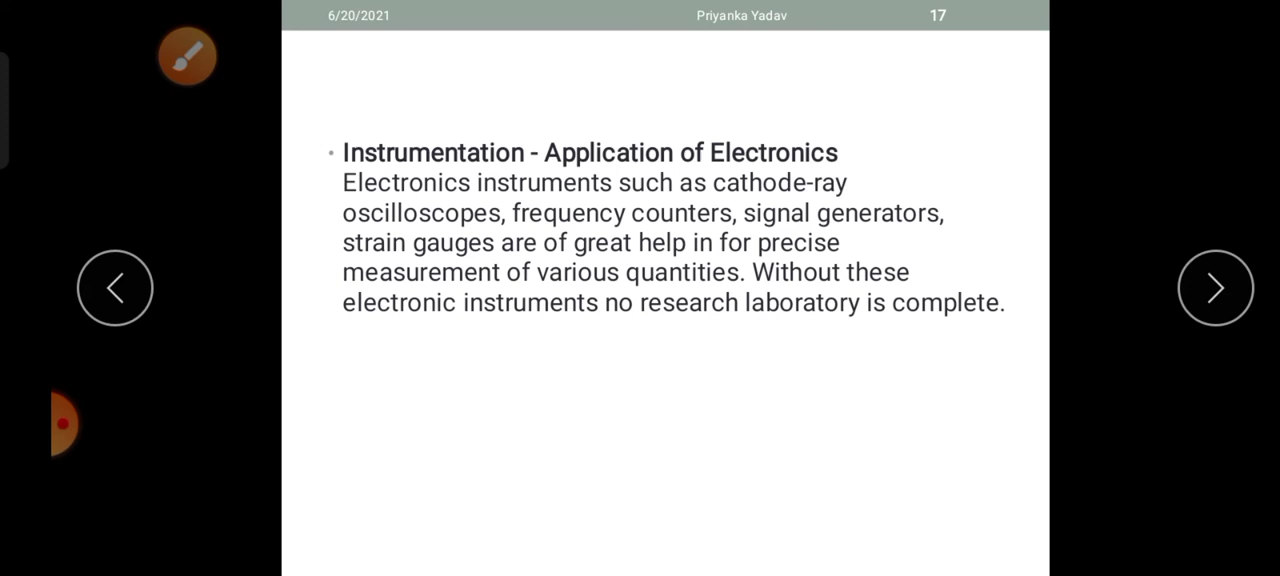 6/20/2021 Priyanka Yadav 17
• Instrumentation - Application of Electronics
Electronics instruments such as cathode-ray
oscilloscopes, frequency counters, signal generators,
strain gauges are of great help in for precise
measurement of various quantities. Without these
electronic instruments no research laboratory is complete.